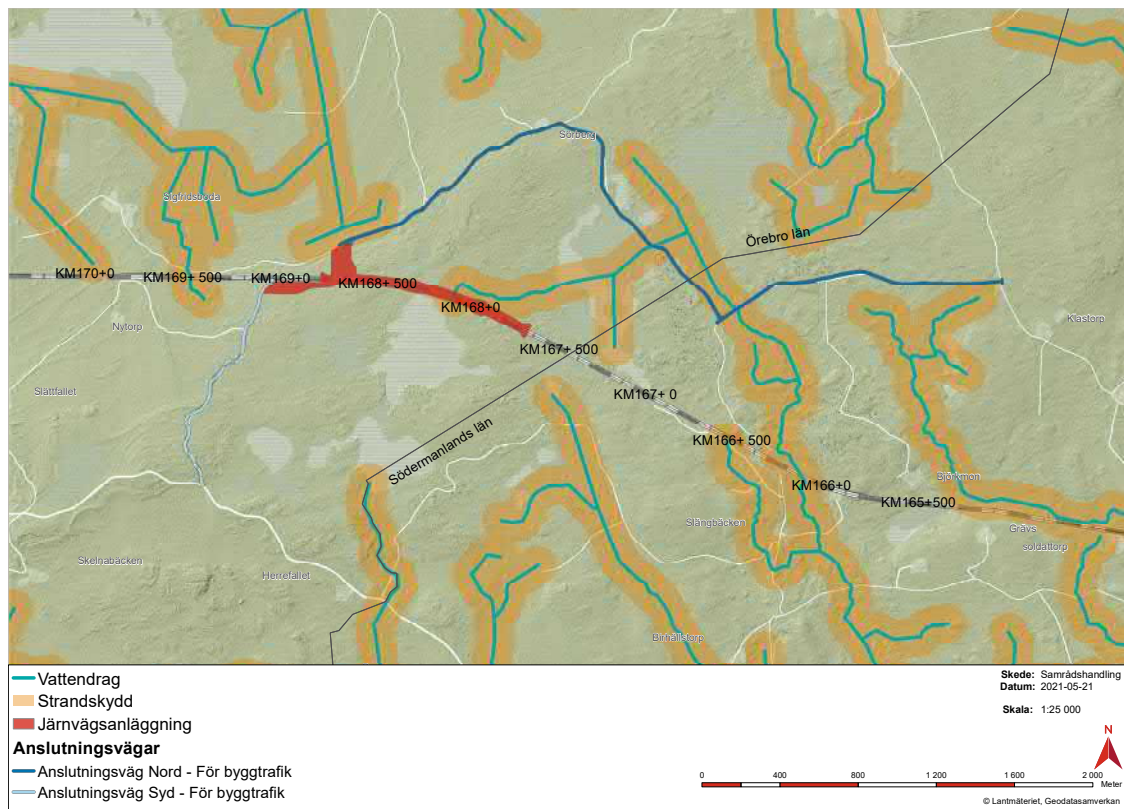 Sörberg
Sigfridsboda
Örebro län
KM170+0
KM169+ 500
KM169+0
KM168+ 500
KM168+0
Klastorp
Nytorp
KM167+ 500
Slättfallet
KM167+ 0
Södermanlands län
KM166+ 500
Björkmon
KM166+0
KM165+500
Slångbäcken
Grävs
soldattorp
Skelnabäcken
Herrefallet
Birtrallstorp
Vattendrag
Strandskydd
Järnvägsanläggning
Anslutningsvägar
Anslutningsväg Nord - För byggtrafik
Anslutningsväg Syd - För byggtrafik
Skede: Samrådshandling
Datum: 2021-05-21
Skala: 1:25 000
N
0 400 800 1 200 1 600 2 000
Meter
© Lantmäteriet, Geodatasamverkan